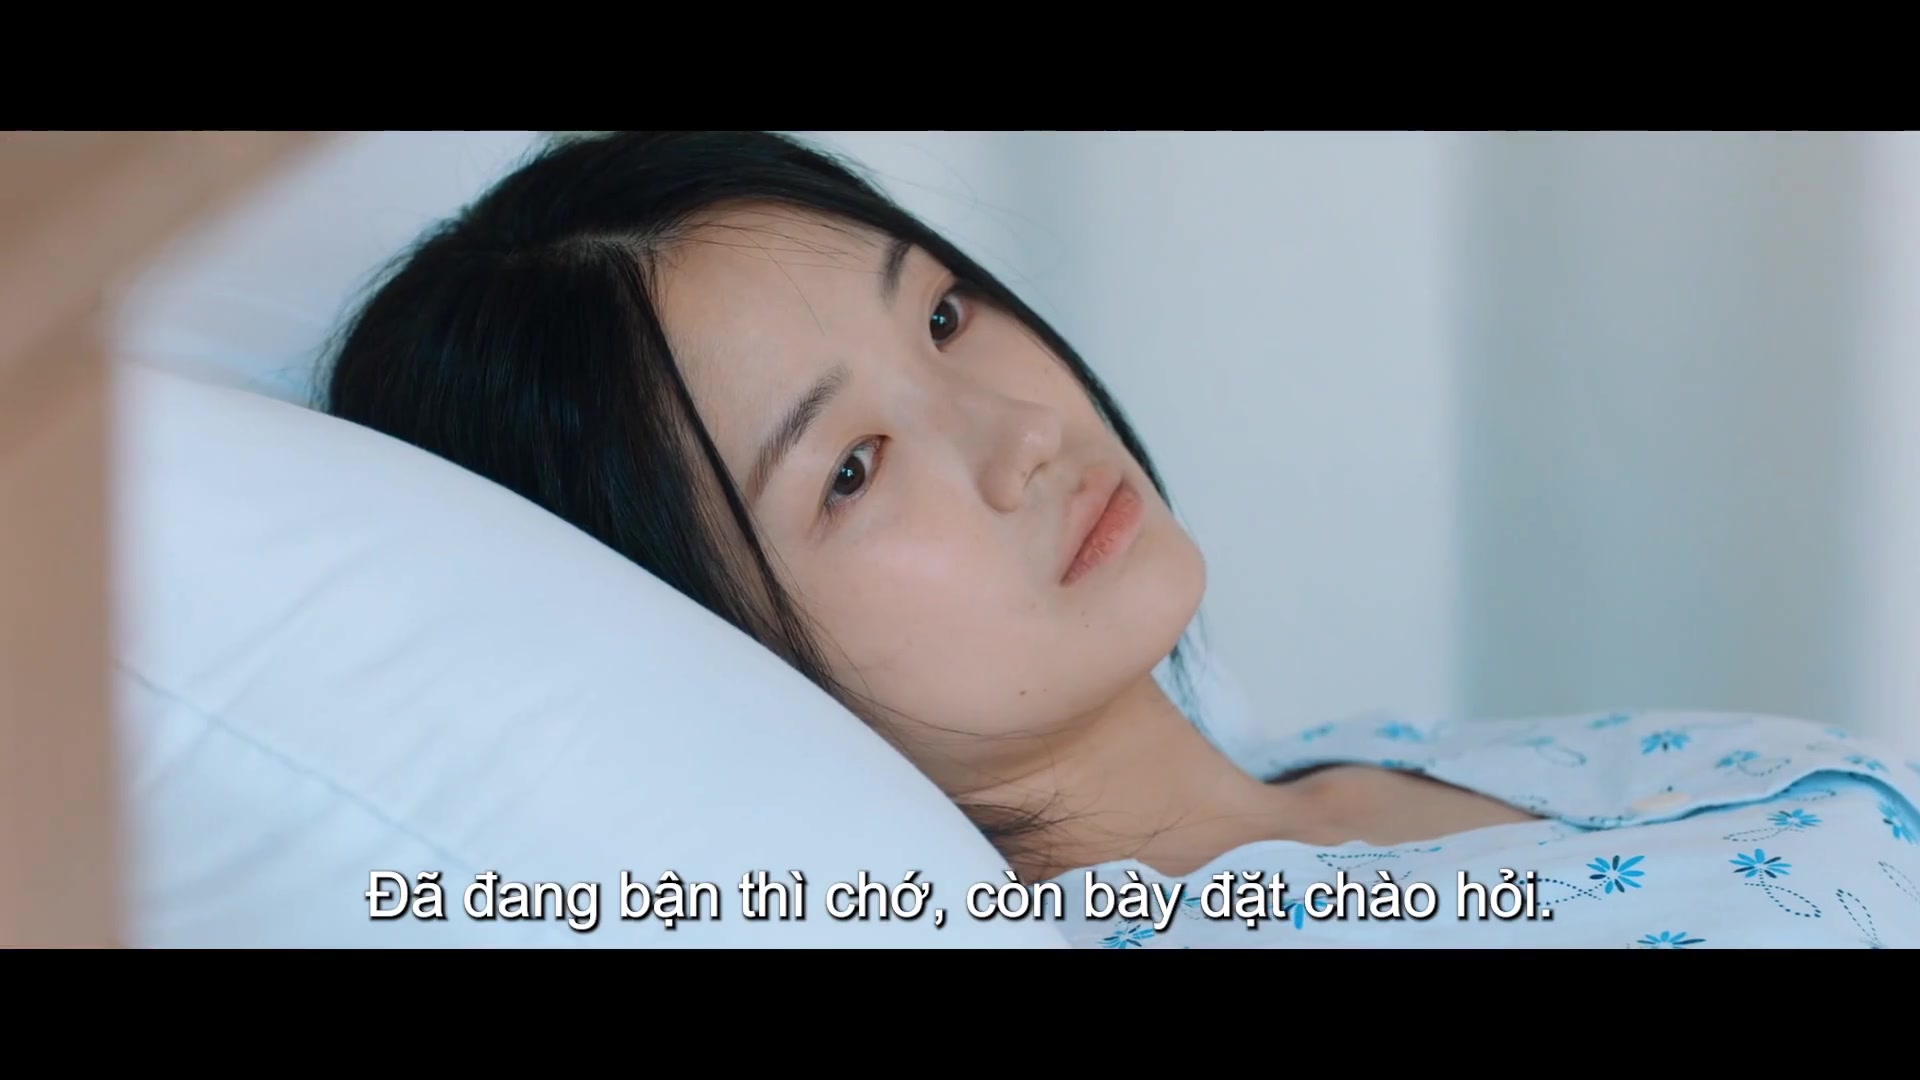 Đã đang bận thì chớ, còn bày đặt chào hỏi.